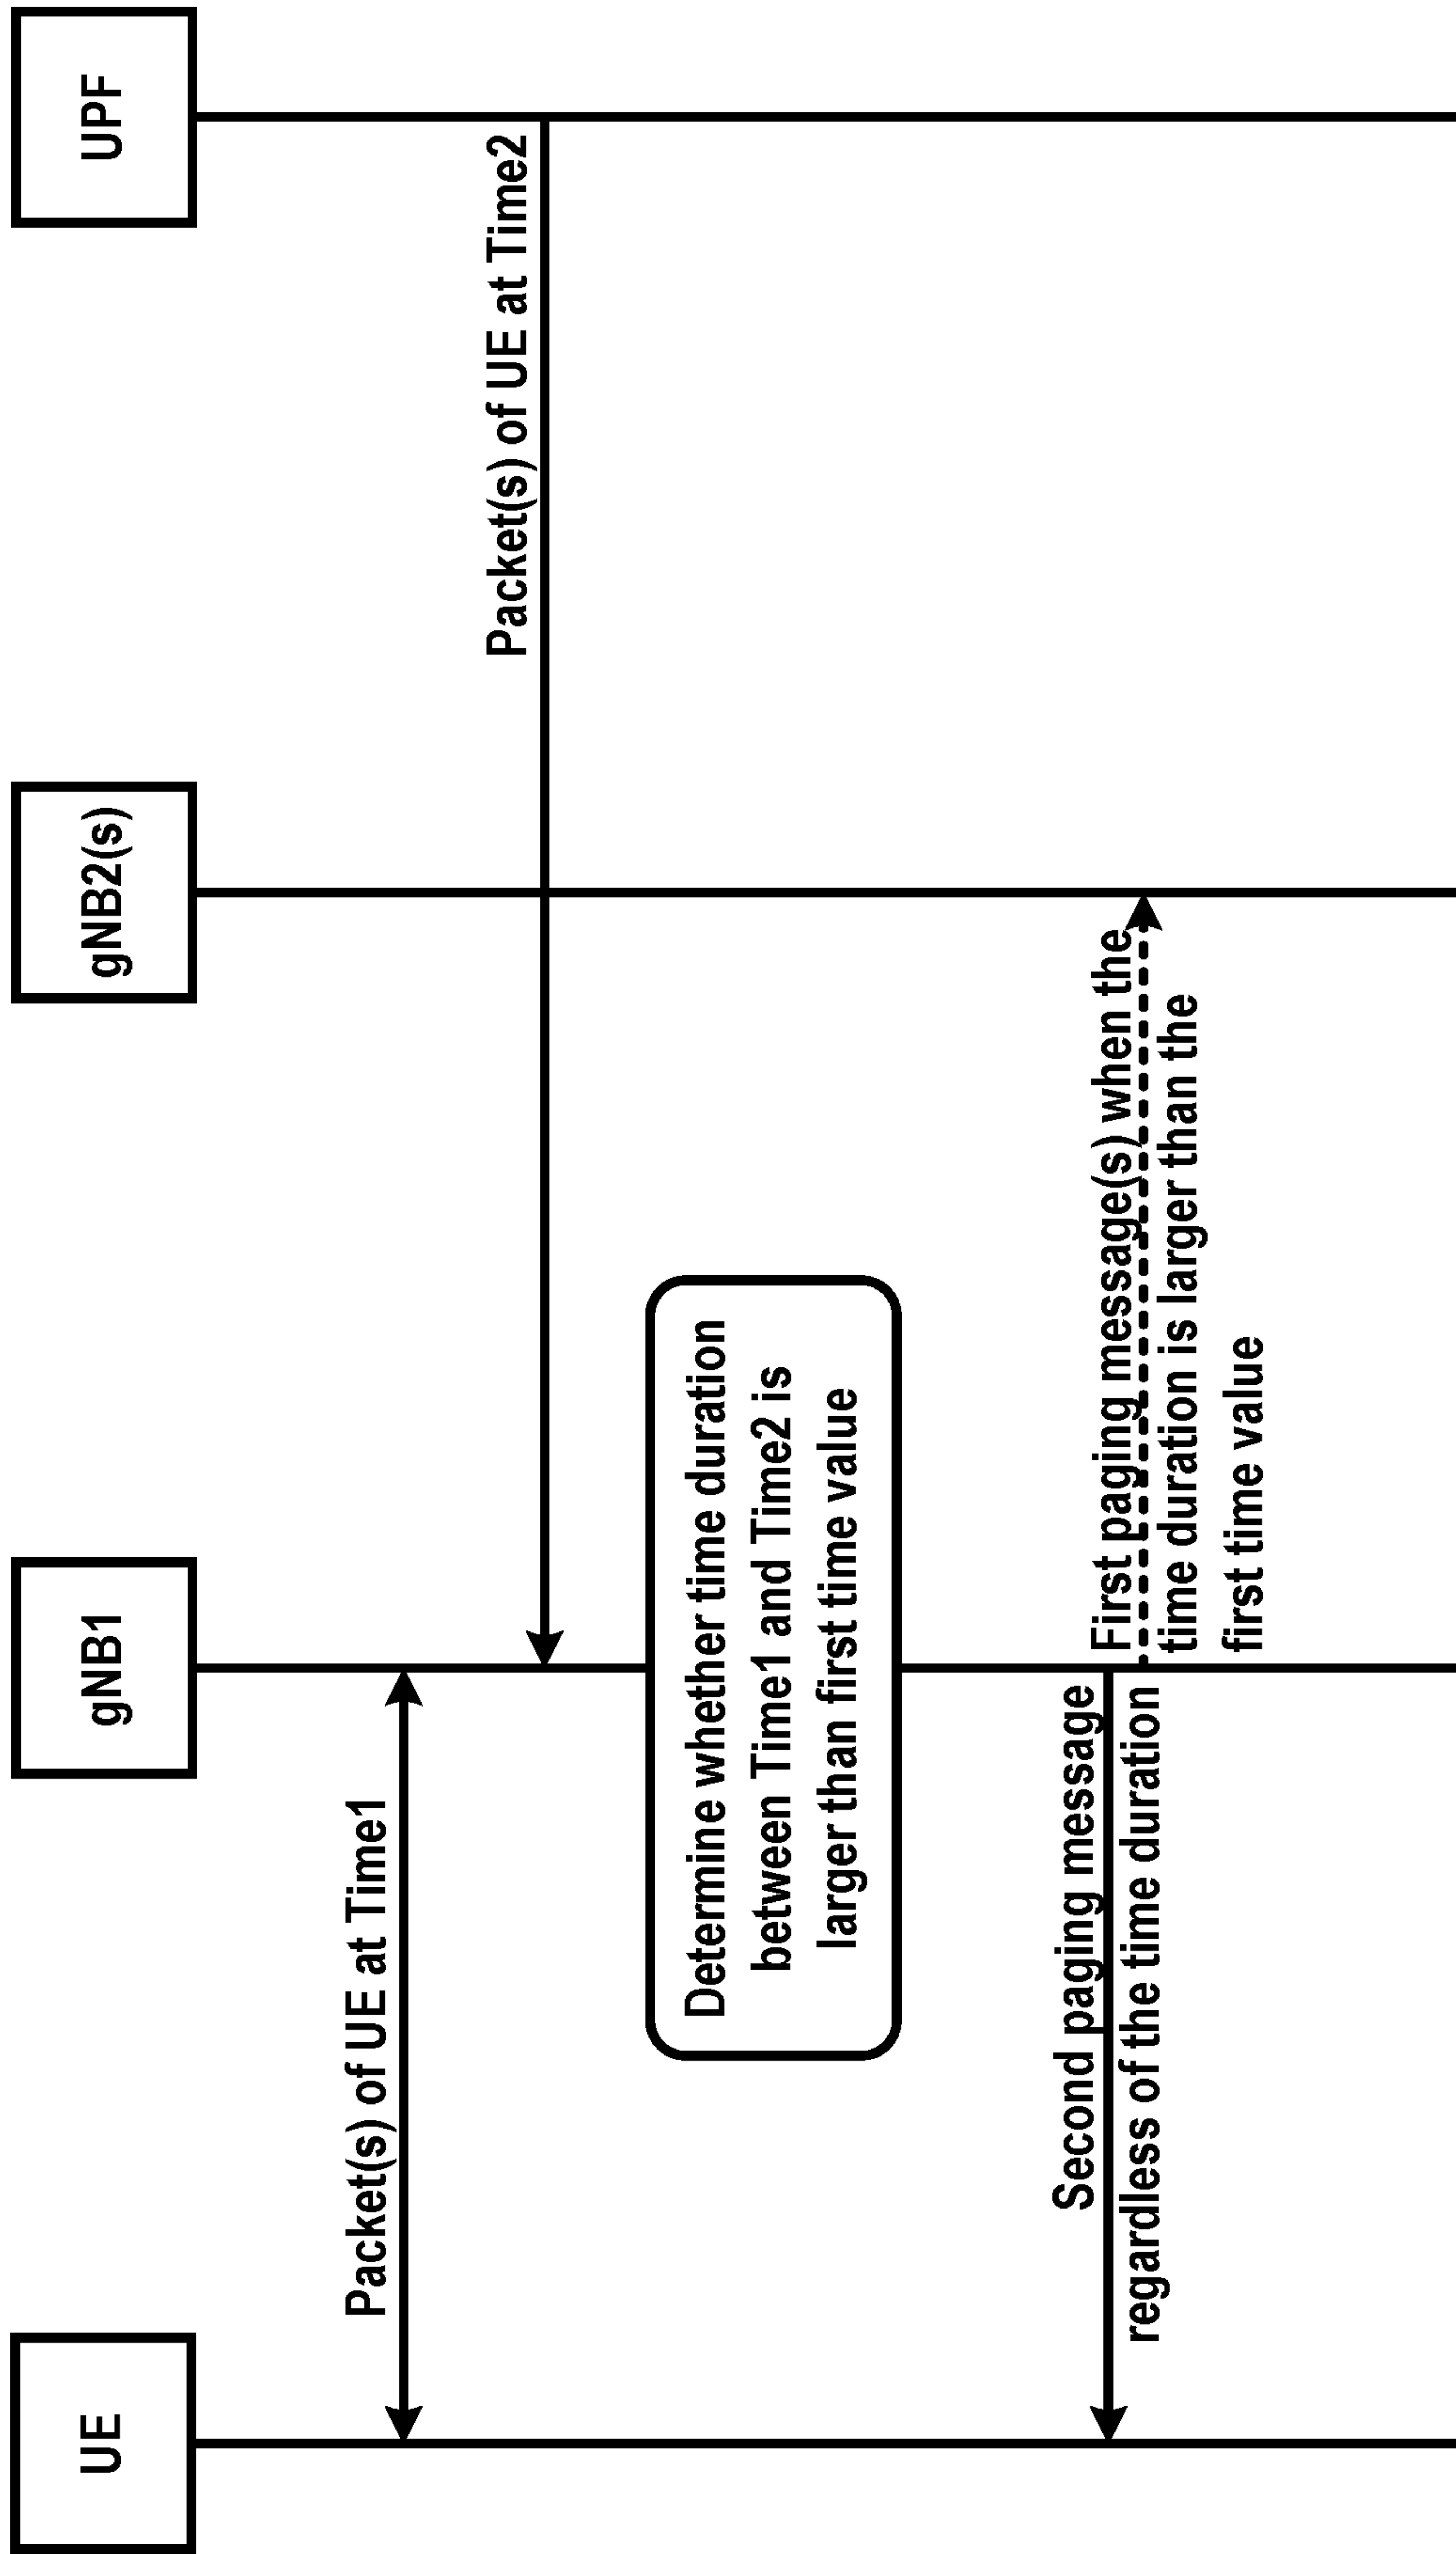 UE
gNB1
gNB2(s)
UPF
Packet(s) of UE at Time1
Packet(s) of UE at Time2
Determine whether time duration
between Time1 and Time2 is
larger than first time value
Second paging message
regardless of the time duration
First paging message(s) when the
time duration is larger than the
first time value